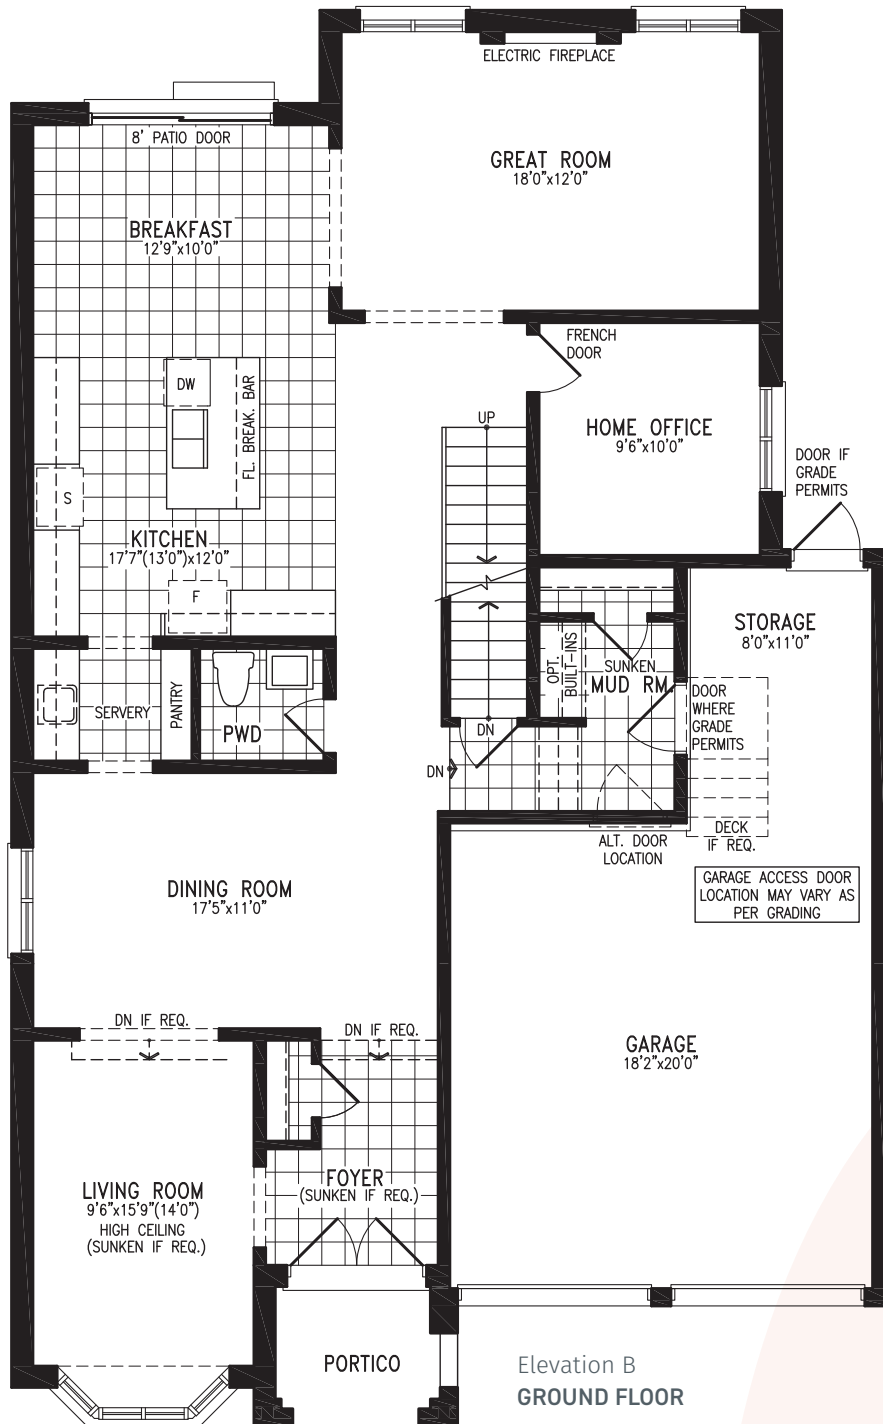 ELECTRIC FIREPLACE
8' PATIO DOOR
GREAT ROOM
18'0"x12'0"
BREAKFAST
12'9"x10'0"
FRENCH
DOOR
DW
FL. BREAK. BAR
UP
HOME OFFICE
9'6"x10'0"
DOOR IF
GRADE
PERMITS
S
KITCHEN
17'7"(13'0")x12'0"
F
STORAGE
8'0"x11'0"
OPT.
BUILT-INS
SUNKEN
MUD RM.
DOOR
WHERE
GRADE
PERMITS
SERVERY
PANTRY
PWD
DN
DN
DECK
IF REQ.
ALT. DOOR
LOCATION
GARAGE ACCESS DOOR
LOCATION MAY VARY AS
PER GRADING
DINING ROOM
17'5"x11'0"
DN IF REQ.
DN IF REQ.
GARAGE
18'2"x20'0"
FOYER
(SUNKEN IF REQ.)
LIVING ROOM
9'6"x15'9"(14'0")
HIGH CEILING
(SUNKEN IF REQ.)
PORTICO
Elevation B
GROUND FLOOR